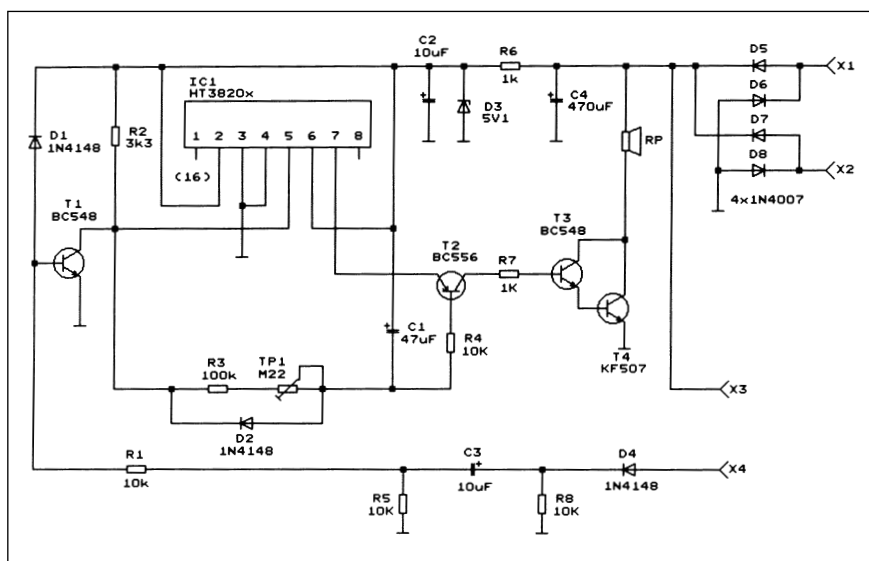 C2
10uF
R6
1k
D5
X1
IC1
HT3820x
D6
D1
1N4148
R2
3k3
D3
5V1
C4
470uF
D7
1 2 3 4 5 6 7 8
RP
D8
X2
(16)
4x1N4007
T1
BC548
T2
BC556
R7
1K
T3
BC548
C1
47uF
R4
10K
R3
100k
TP1
M22
T4
KF507
X3
D2
1N4148
R1
10k
C3
10uF
D4
1N4148
X4
R5
10K
R8
10K